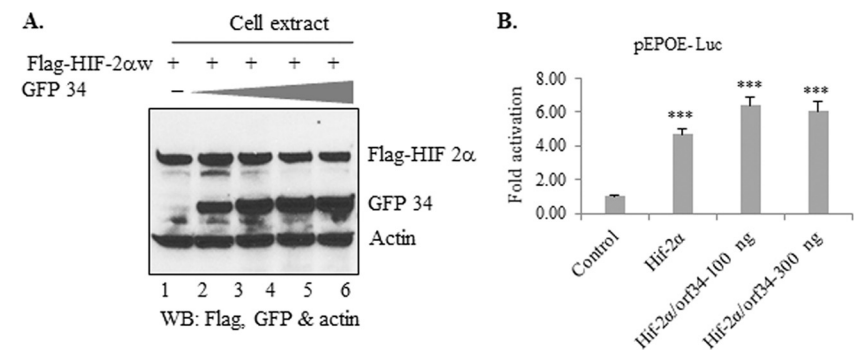 A.
Cell extract
Flag-HIF-2αw + + + + +
GFP 34 –
Flag-HIF 2α
GFP 34
Actin
1 2 3 4 5 6
WB: Flag, GFP & actin
B.
pEPOE-Luc
Fold activation
8.00
6.00
4.00
2.00
0.00
***
***
***
Control
Hif-2α
Hif-2α/orf34-100 ng
Hif-2α/orf34-300 ng